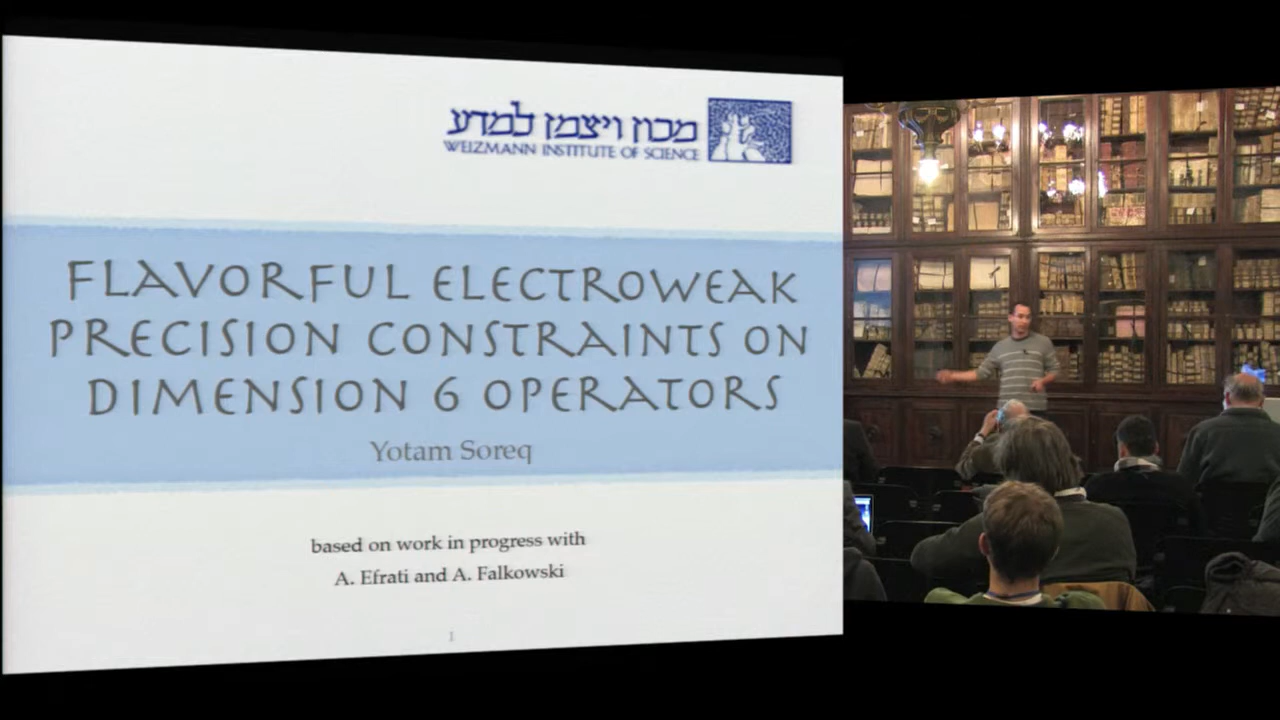 מכון ויצמן למדע
WEIZMANN INSTITUTE OF SCIENCE
FLAVORFUL ELECTROWEAK
PRECISION CONSTRAINTS ON
DIMENSION 6 OPERATORS
Yotam Soreq
based on work in progress with
A. Efrati and A. Falkowski
1